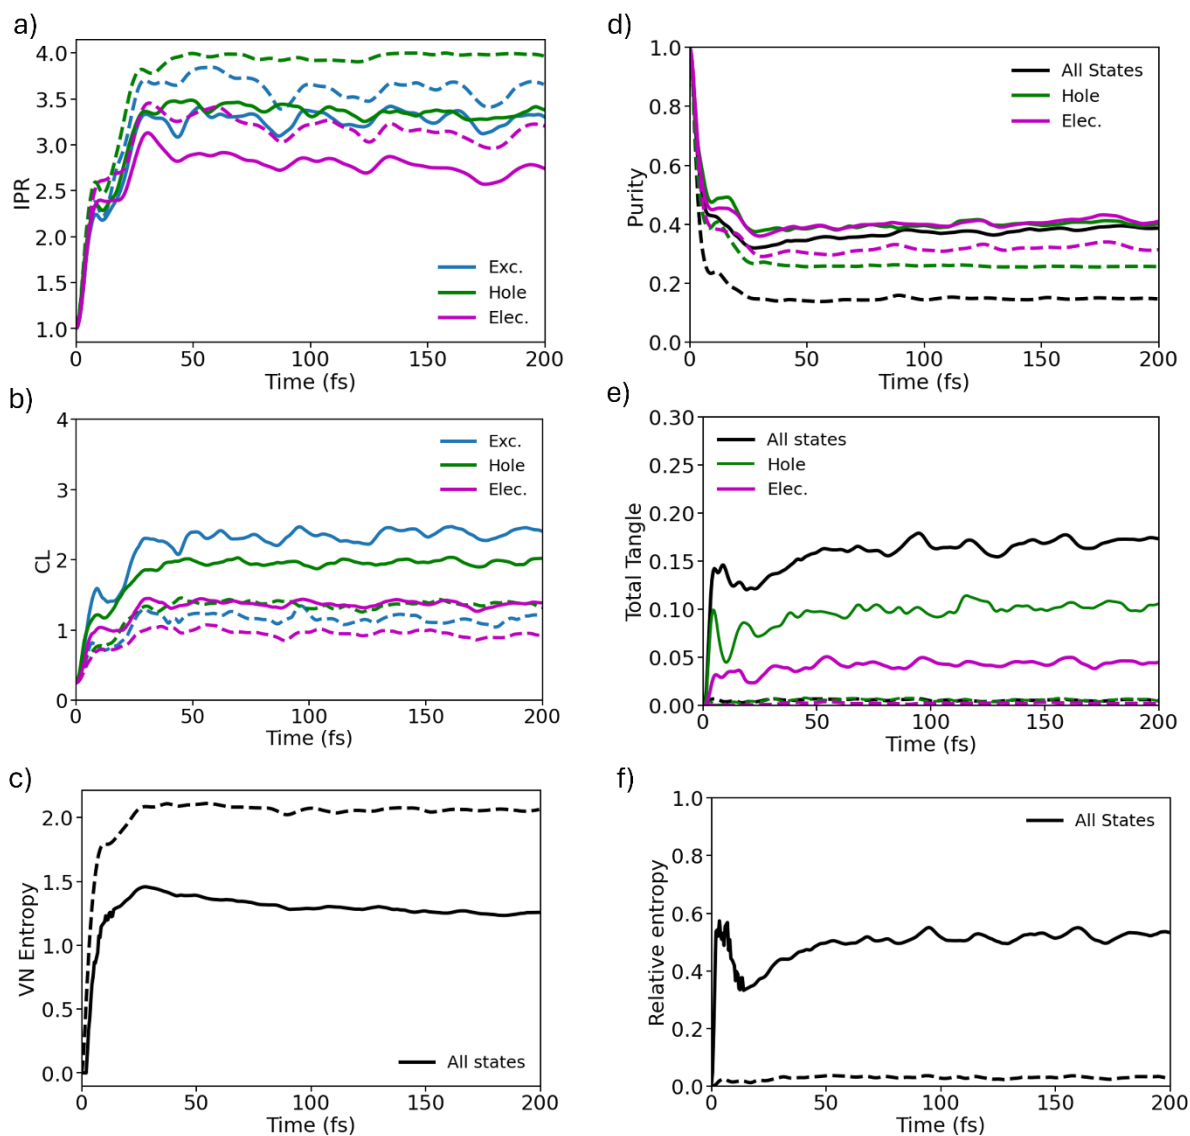 a)
4.0
3.5
3.0
2.5
2.0
1.5
1.0
IPR
Exc.
Hole
Elec.
0 50 100 150 200
Time (fs)
b)
4
3
2
1
0
CL
Exc.
Hole
Elec.
0 50 100 150 200
Time (fs)
c)
2.0
1.5
1.0
0.5
0.0
VN Entropy
All states
0 50 100 150 200
Time (fs)
d)
1.0
0.8
0.6
0.4
0.2
0.0
Purity
All States
Hole
Elec.
0 50 100 150 200
Time (fs)
e)
0.30
0.25
0.20
0.15
0.10
0.05
0.00
Total Tangle
All states
Hole
Elec.
0 50 100 150 200
Time (fs)
f)
1.0
0.8
0.6
0.4
0.2
0.0
Relative entropy
All States
0 50 100 150 200
Time (fs)